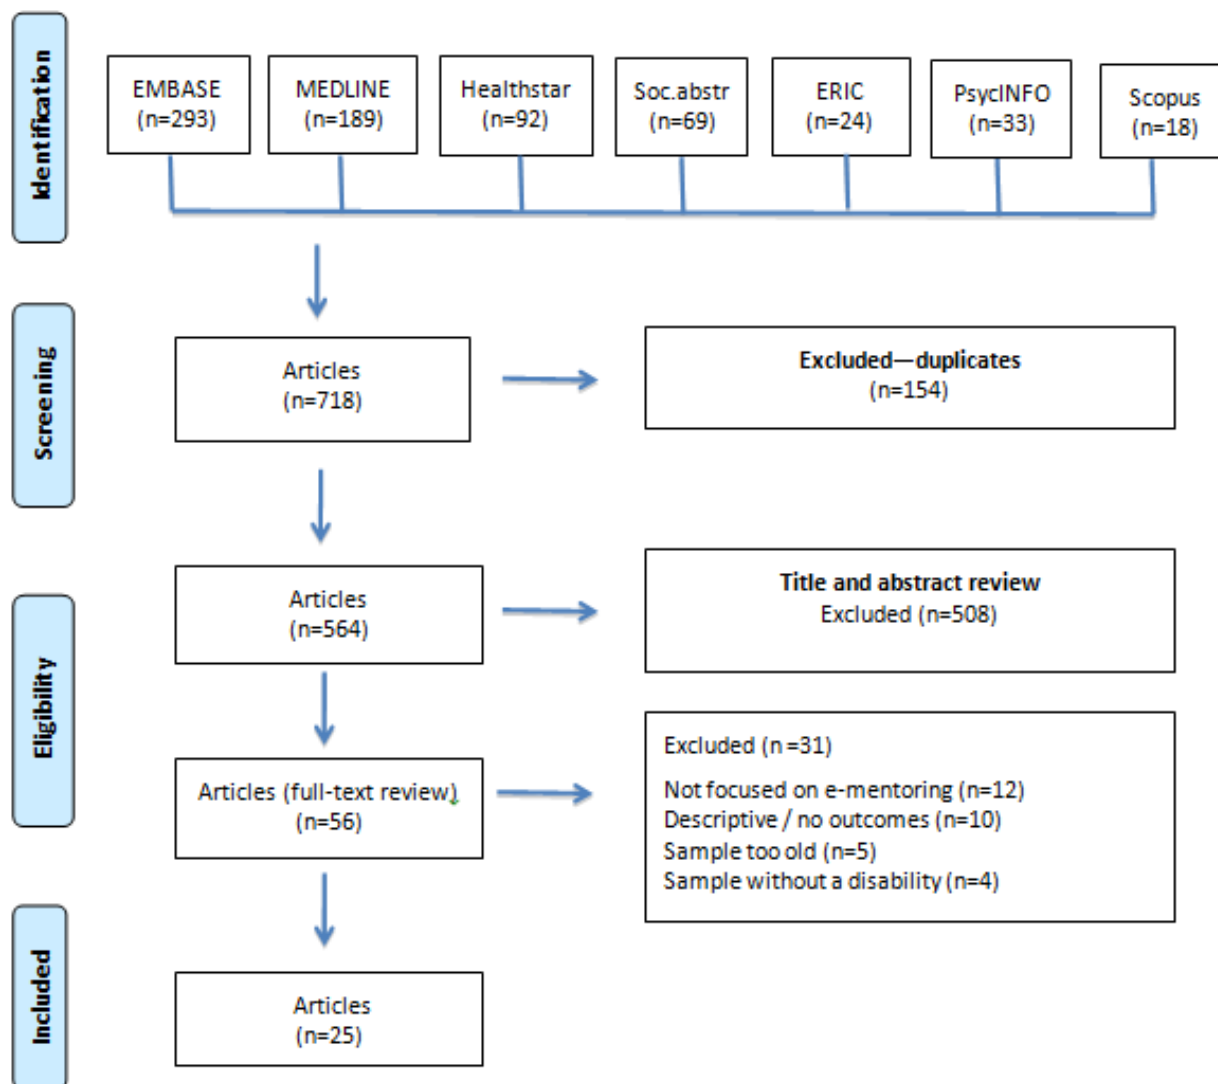 Identification
EMBASE
(n=293)
MEDLINE
(n=189)
Healthstar
(n=92)
Soc.abstr
(n=69)
ERIC
(n=24)
PsycINFO
(n=33)
Scopus
(n=18)
Screening
Articles
(n=718)
Excluded—duplicates
(n=154)
Eligibility
Articles
(n=564)
Title and abstract review
Excluded (n=508)
Articles (full-text review)
(n=56)
Excluded (n =31)
Not focused on e-mentoring (n=12)
Descriptive / no outcomes (n=10)
Sample too old (n=5)
Sample without a disability (n=4)
Included
Articles
(n=25)